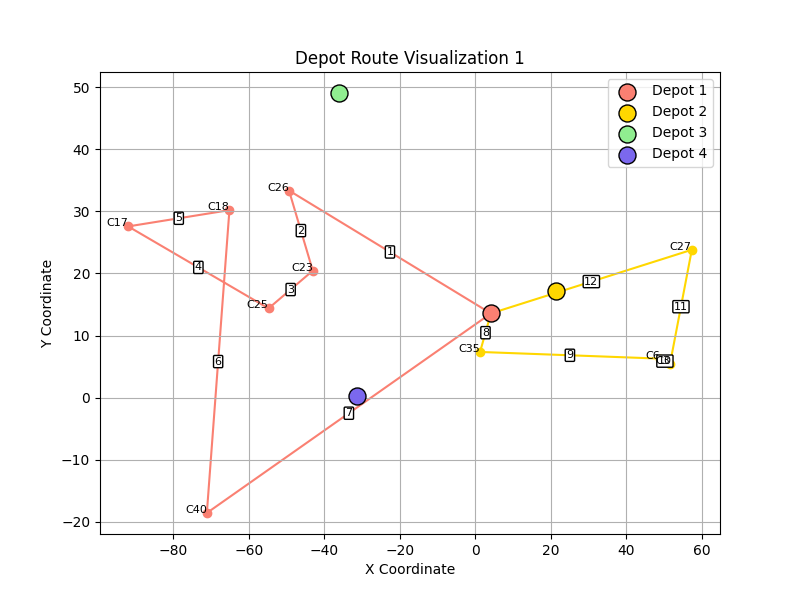 Depot Route Visualization 1
Depot 1
Depot 2
Depot 3
Depot 4
Y Coordinate
50
40
30
20
10
0
−10
−20
−80
−60
−40
−20
0
20
40
60
X Coordinate
C26
C18
C17
C23
C25
C40
C35
C27
C6
1
2
3
4
5
6
7
8
9
11
12